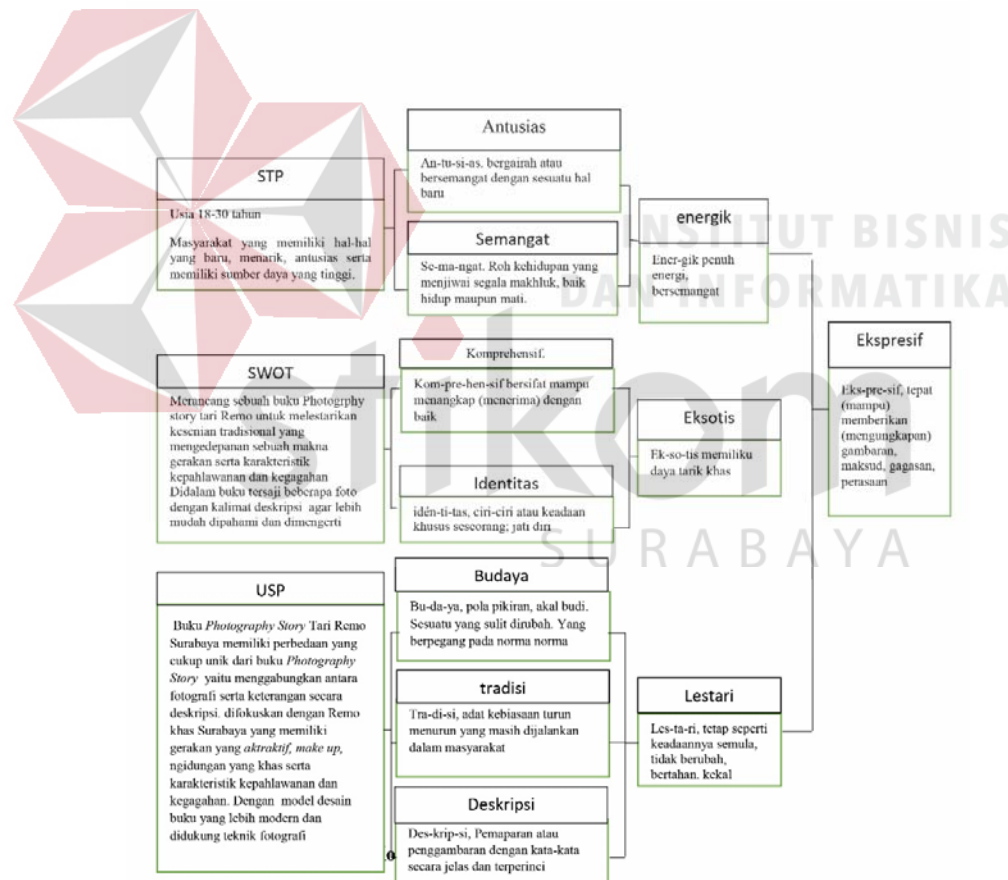 STP
Usia 18-30 tahun
Masyarakat yang memiliki hal-hal
yang baru, menarik, antusias serta
memiliki sumber daya yang tinggi.
Antusias
An-tu-si-as. bergairah atau
bersemangat dengan sesuatu hal
baru
Semangat
Se-ma-ngat. Roh kehidupan yang
menjiwai segala makhluk, baik
hidup maupun mati.
energik
Ener-gik penuh
energi,
bersemangat
INSTITUT BISNIS
DAN INFORMATIKA
SWOT
Merancang sebuah buku Photogrphy
story tari Remo untuk melestarikan
kesenian tradisional yang
mengedepanan sebuah makna
gerakan serta karakteristik
kepahlawanan dan kegagahan
Didalam buku tersaji beberapa foto
dengan kalimat deskripsi agar lebih
mudah dipahami dan dimengerti
Komprehensif.
Kom-pre-hen-sif bersifat mampu
menangkap (menerima) dengan
baik
Identitas
iden-ti-tas, ciri-ciri atau keadaan
khusus seseorang; jati diri
Eksotis
Ek-so-tis memiliku
daya tarik khas
Ekspresif
Eks-pre-sif, tepat
(mampu)
memberikan
(mengungkapan)
gambaran,
maksud, gagasan,
perasaan
stikom
SURABAYA
USP
Buku Photography Story Tari Remo
Surabaya memiliki perbedaan yang
cukup unik dari buku Photography
Story yaitu menggabungkan antara
fotografi serta keterangan secara
deskripsi. difokuskan dengan Remo
khas Surabaya yang memiliki
gerakan yang aktraktif, make up,
ngidungan yang khas serta
karakteristik kepahlawanan dan
kegagahan. Dengan model desain
buku yang lebih modern dan
didukung teknik fotografi
Budaya
Bu-da-ya, pola pikiran, akal budi.
Sesuatu yang sulit dirubah. Yang
berpegang pada norma norma
tradisi
Tra-di-si, adat kebiasaan turun
menurun yang masih dijalankan
dalam masyarakat
Deskripsi
Des-krip-si, Pemaparan atau
penggambaran dengan kata-kata
secara jelas dan terperinci
Lestari
Les-ta-ri, tetap seperti
keadaannya semula,
tidak berubah,
bertahan. kekal